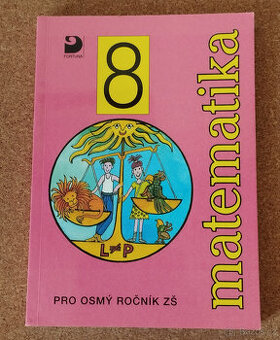 FORTUNA
8
matematika
L≠P
PRO OSMÝ ROČNÍK ZŠ